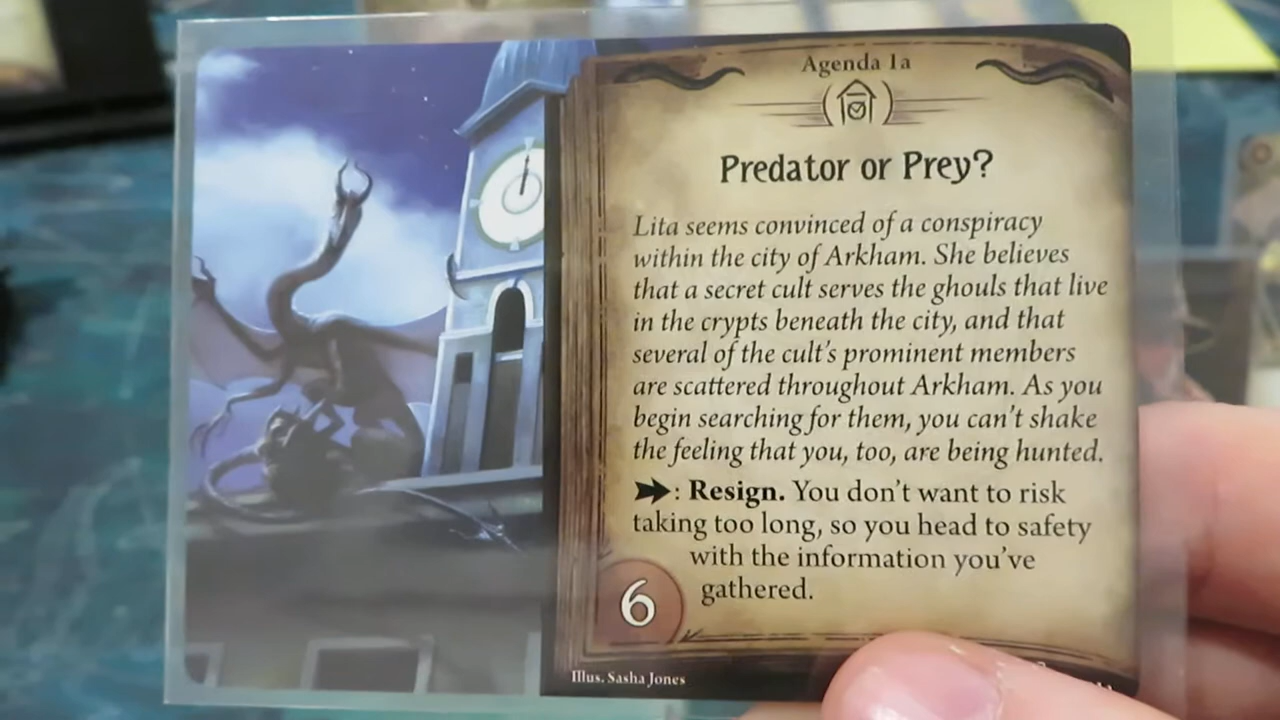 Agenda 1a
Predator or Prey?
Lita seems convinced of a conspiracy
within the city of Arkham. She believes
that a secret cult serves the ghouls that live
in the crypts beneath the city, and that
several of the cult's prominent members
are scattered throughout Arkham. As you
begin searching for them, you can't shake
the feeling that you, too, are being hunted.
: Resign. You don't want to risk
taking too long, so you head to safety
with the information you've
gathered.
6
Illus. Sasha Jones